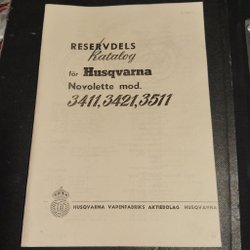 RESERVDELS
Katalog
för Husqvarna
Novolette mod.
3411, 3421, 3511
HUSQVARNA VAPENFABRIKS AKTIEBOLAG HUSQVARNA